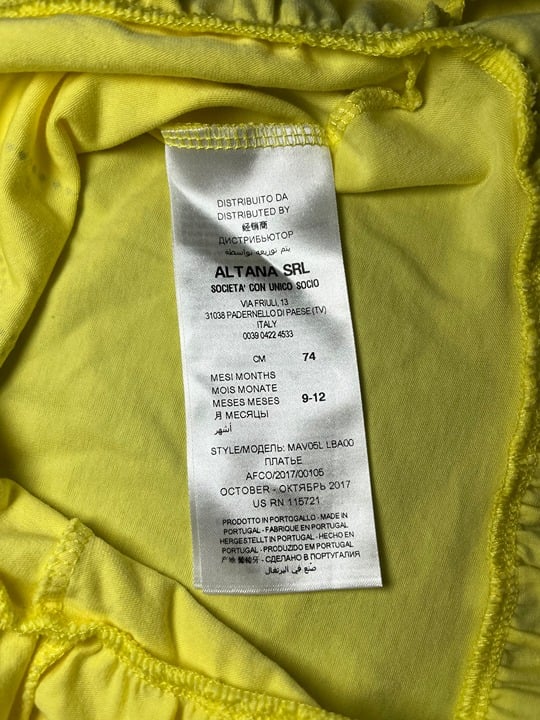 DISTRIBUITO DA
DISTRIBUTED BY
經銷商
ДИСТРИБЬЮТОР
يتم توزيعه بواسطة
ALTANA SRL
SOCIETA' CON UNICO SOCIO
VIA FRIULI, 13
31038 PADERNELLO DI PAESE (TV)
ITALY
0039 0422 4533
CM 74
MESI MONTHS
MOIS MONATE
MESES MESES 9-12
月 МЕСЯЦЫ
أشهر
STYLE/МОДЕЛЬ: MAV05L LBA00
ПЛАТЬЕ
AFCO/2017/00105
OCTOBER - ОКТЯБРЬ 2017
US RN 115721
PRODOTTO IN PORTOGALLO - MADE IN
PORTUGAL - FABRIQUE EN PORTUGAL -
HERGESTELLT IN PORTUGAL - HECHO EN
PORTUGAL - PRODUZIDO EM PORTUGAL -
产地 葡萄牙 - СДЕЛАНО В ПОРТУГАЛИЯ
صنع في البرتغال